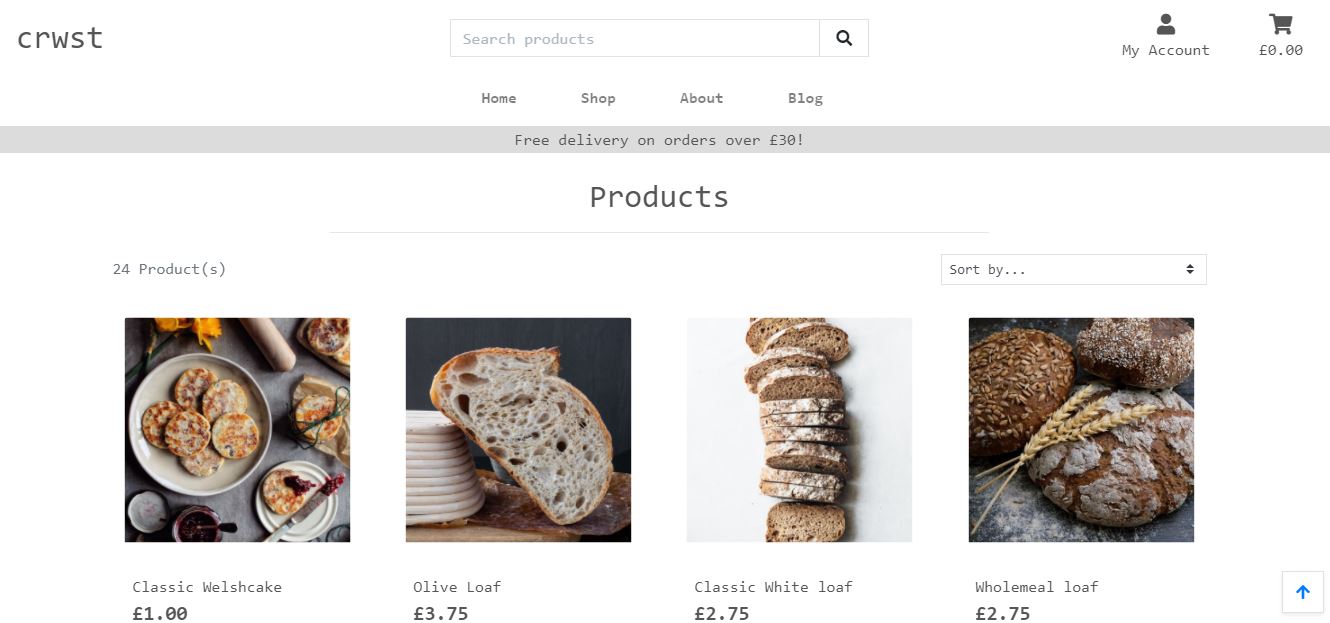 crwst
Search products
My Account
£0.00
Home Shop About Blog
Free delivery on orders over £30!
Products
24 Product(s)
Sort by...
Classic Welshcake
£1.00
Olive Loaf
£3.75
Classic White loaf
£2.75
Wholemeal loaf
£2.75